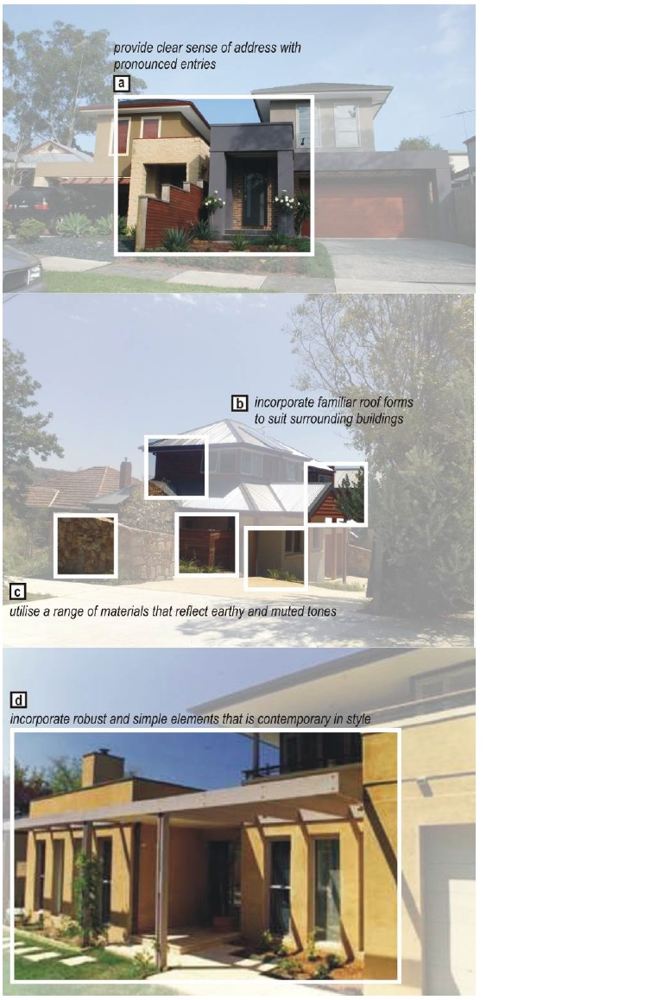 provide clear sense of address with
pronounced entries
a
b
incorporate familiar roof forms
to suit surrounding buildings
c
utilise a range of materials that reflect earthy and muted tones
d
incorporate robust and simple elements that is contemporary in style